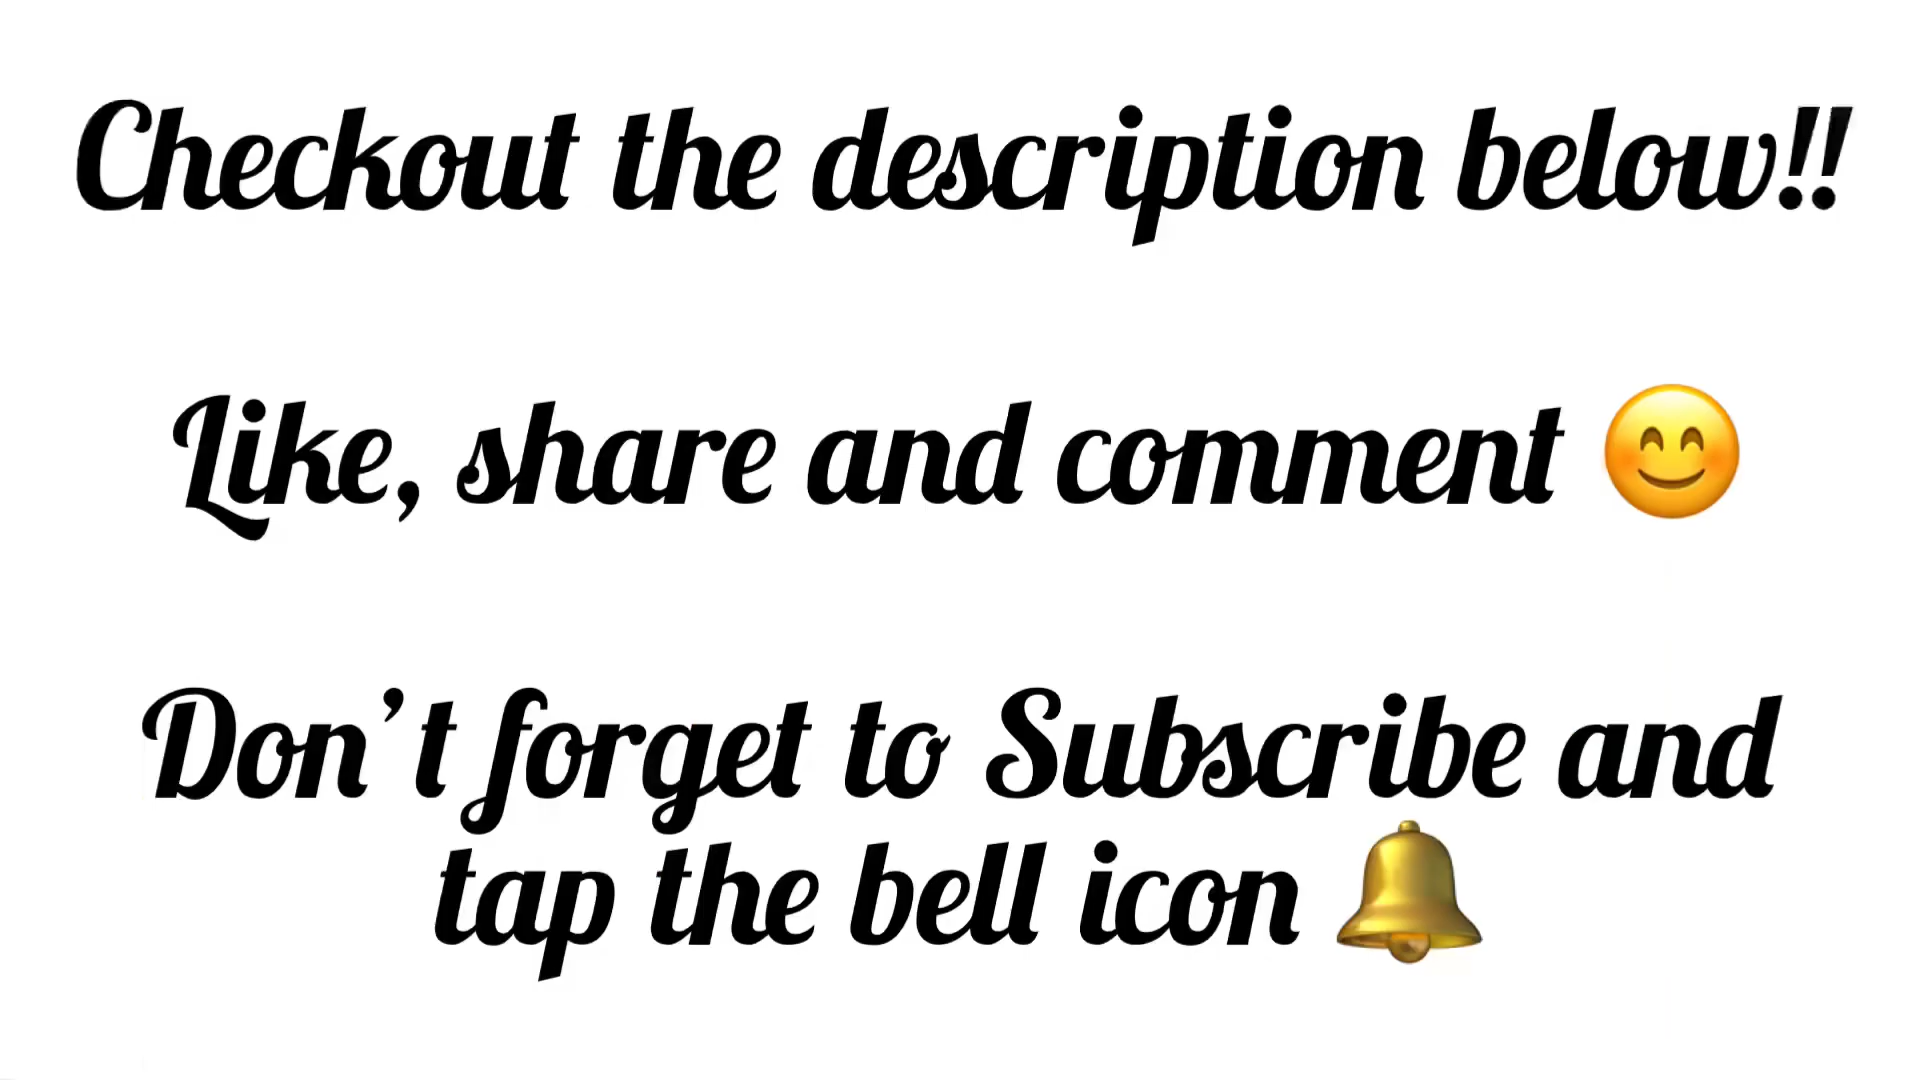 Checkout the description below!!
Like, share and comment 😊
Don't forget to Subscribe and
tap the bell icon 🔔